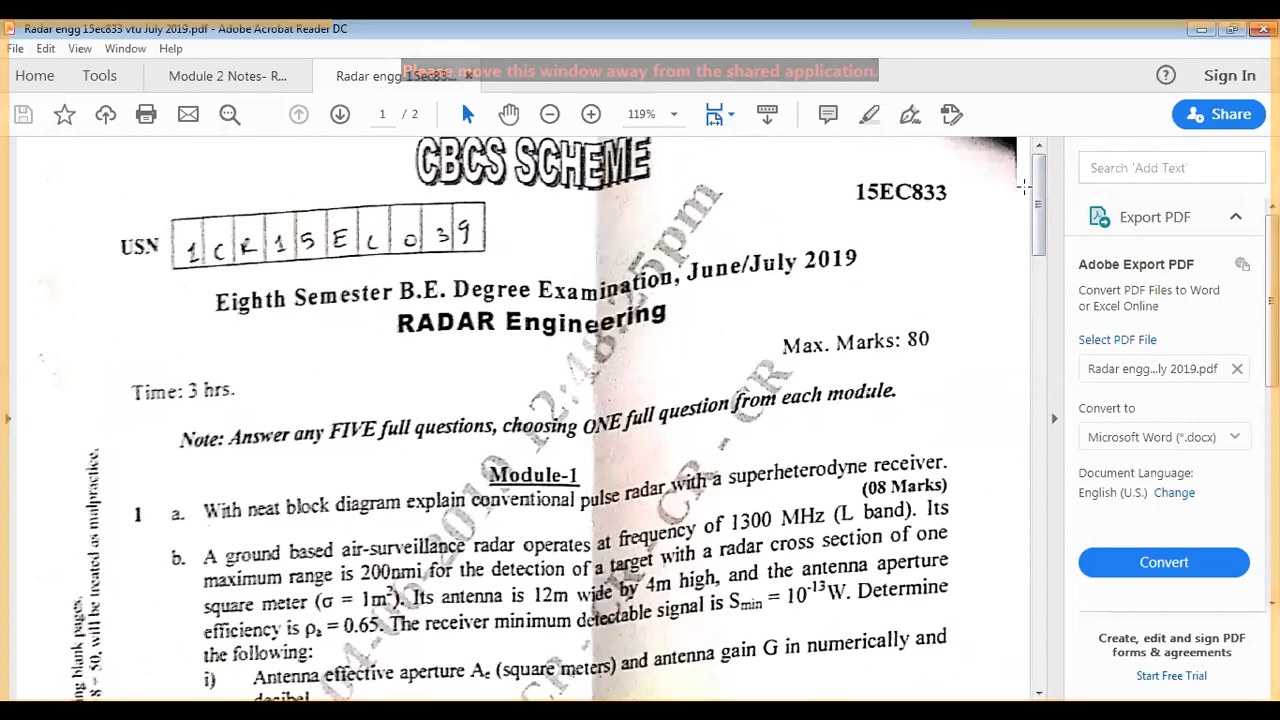 Radar engg 15ec833 vtu July 2019.pdf - Adobe Acrobat Reader DC
File Edit View Window Help
Please move this window away from the shared application.
Home Tools Module 2 Notes- R... Radar engg 15ec83... × Sign In
1 / 2 119% Share
CBCS SCHEME
15EC833
USN 1 C R 1 5 E C 0 3 9
Eighth Semester B.E. Degree Examination, June/July 2019
RADAR Engineering
Time: 3 hrs. Max. Marks: 80
Note: Answer any FIVE full questions, choosing ONE full question from each module.
Module-1
1 a. With neat block diagram explain conventional pulse radar with a superheterodyne receiver.
(08 Marks)
b. A ground based air-surveillance radar operates at frequency of 1300 MHz (L band). Its
maximum range is 200nmi for the detection of a target with a radar cross section of one
square meter (σ = 1m²). Its antenna is 12m wide by 4m high, and the antenna aperture
efficiency is ρa = 0.65. The receiver minimum detectable signal is Smin = 10⁻¹³W. Determine
the following:
i) Antenna effective aperture Ae (square meters) and antenna gain G in numerically and
decibel
ng blank pages.
8 = 50, will be treated as malpractice.
Search 'Add Text'
Export PDF
Adobe Export PDF
Convert PDF Files to Word
or Excel Online
Select PDF File
Radar engg...ly 2019.pdf ×
Convert to
Microsoft Word (*.docx)
Document Language:
English (U.S.) Change
Convert
Create, edit and sign PDF
forms & agreements
Start Free Trial